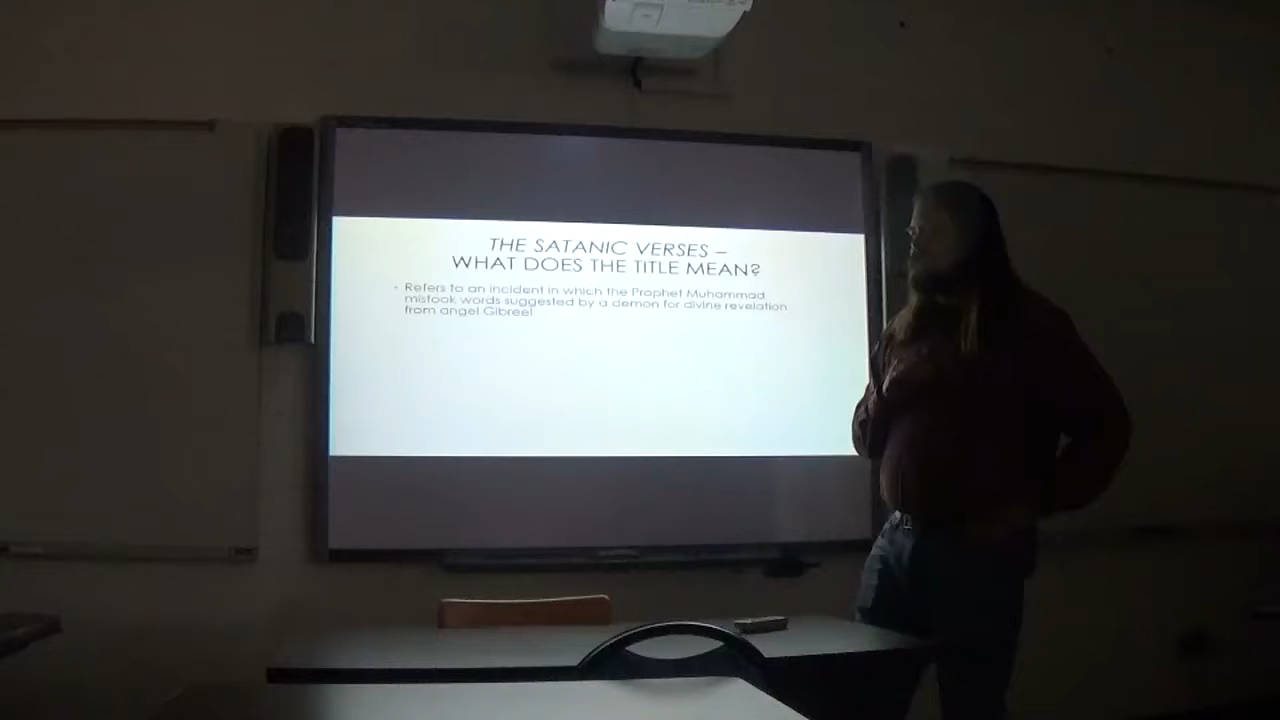 THE SATANIC VERSES –
WHAT DOES THE TITLE MEAN?
• Refers to an incident in which the Prophet Muhammad
mistook words suggested by a demon for divine revelation
from angel Gibreel